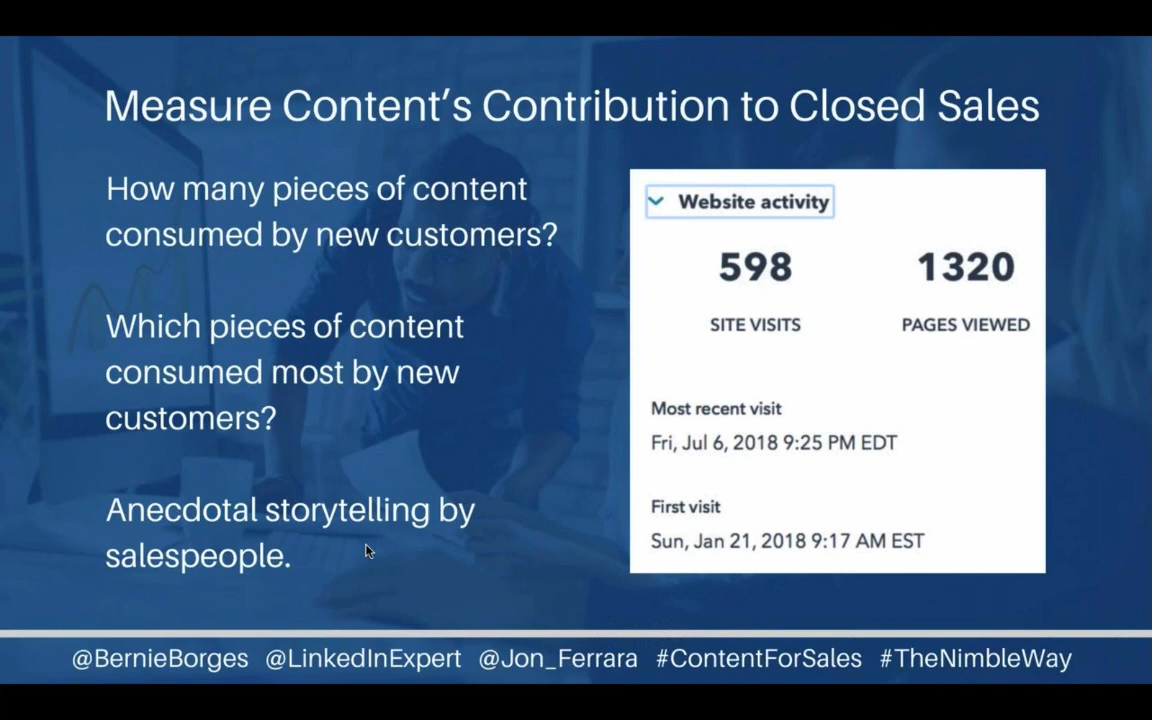 Measure Content’s Contribution to Closed Sales
How many pieces of content
consumed by new customers?
Which pieces of content
consumed most by new
customers?
Anecdotal storytelling by
salespeople.
Website activity
598 1320
SITE VISITS PAGES VIEWED
Most recent visit
Fri, Jul 6, 2018 9:25 PM EDT
First visit
Sun, Jan 21, 2018 9:17 AM EST
@BernieBorges @LinkedInExpert @Jon_Ferrara #ContentForSales #TheNimbleWay